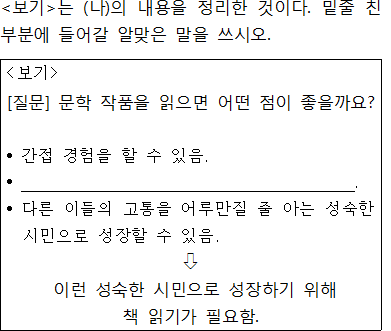 <보기>는 (나)의 내용을 정리한 것이다. 밑줄 친
부분에 들어갈 알맞은 말을 쓰시오.
<보기>
[질문] 문학 작품을 읽으면 어떤 점이 좋을까요?
• 간접 경험을 할 수 있음.
• ______________________________.
• 다른 이들의 고통을 어루만질 줄 아는 성숙한
시민으로 성장할 수 있음.
⇩
이런 성숙한 시민으로 성장하기 위해
책 읽기가 필요함.